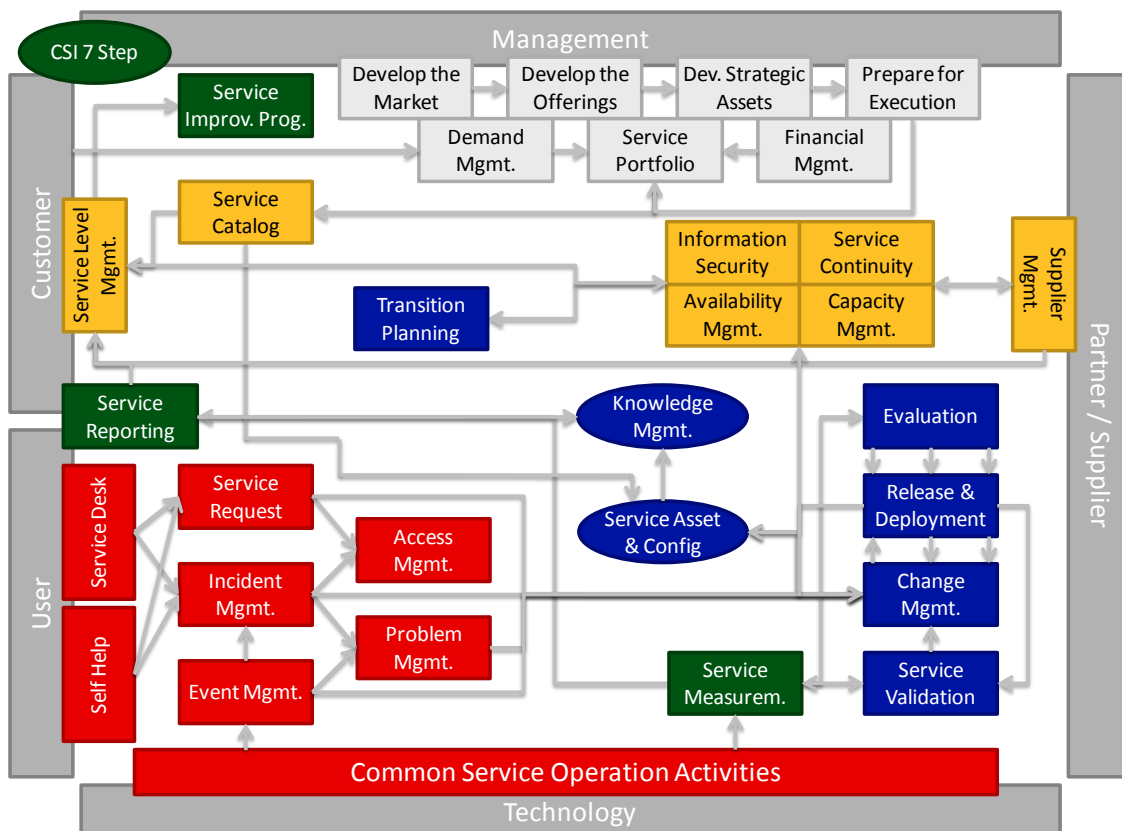 Management
CSI 7 Step
Develop the
Market
Develop the
Offerings
Dev. Strategic
Assets
Prepare for
Execution
Service
Improv. Prog.
Demand
Mgmt.
Service
Portfolio
Financial
Mgmt.
Customer
Service Level
Mgmt.
Service
Catalog
Information
Security
Service
Continuity
Availability
Mgmt.
Capacity
Mgmt.
Supplier
Mgmt.
Partner / Supplier
Transition
Planning
Service
Reporting
Knowledge
Mgmt.
Evaluation
User
Service Desk
Service
Request
Access
Mgmt.
Service Asset
& Config
Release &
Deployment
Incident
Mgmt.
Change
Mgmt.
Self Help
Problem
Mgmt.
Event Mgmt.
Service
Measurem.
Service
Validation
Common Service Operation Activities
Technology